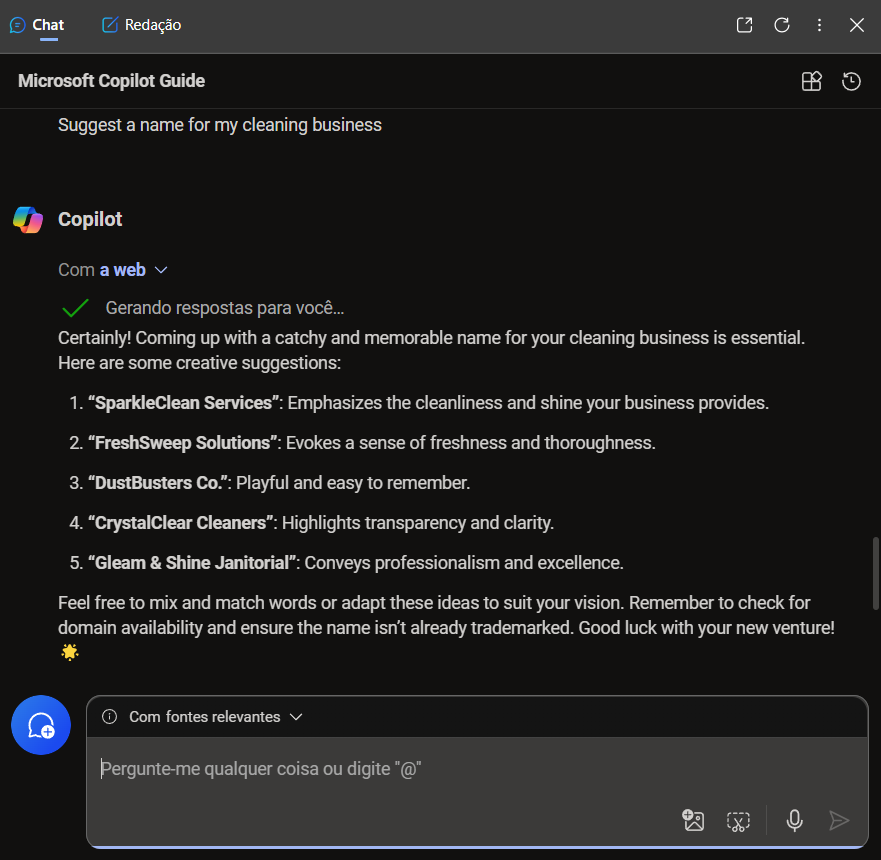 Chat
Redação
Microsoft Copilot Guide
Suggest a name for my cleaning business
Copilot
Com a web
Gerando respostas para você…
Certainly! Coming up with a catchy and memorable name for your cleaning business is essential.
Here are some creative suggestions:
1. “SparkleClean Services”: Emphasizes the cleanliness and shine your business provides.
2. “FreshSweep Solutions”: Evokes a sense of freshness and thoroughness.
3. “DustBusters Co.”: Playful and easy to remember.
4. “CrystalClear Cleaners”: Highlights transparency and clarity.
5. “Gleam & Shine Janitorial”: Conveys professionalism and excellence.
Feel free to mix and match words or adapt these ideas to suit your vision. Remember to check for
domain availability and ensure the name isn’t already trademarked. Good luck with your new venture!
🌟
Com fontes relevantes
Pergunte-me qualquer coisa ou digite "@"